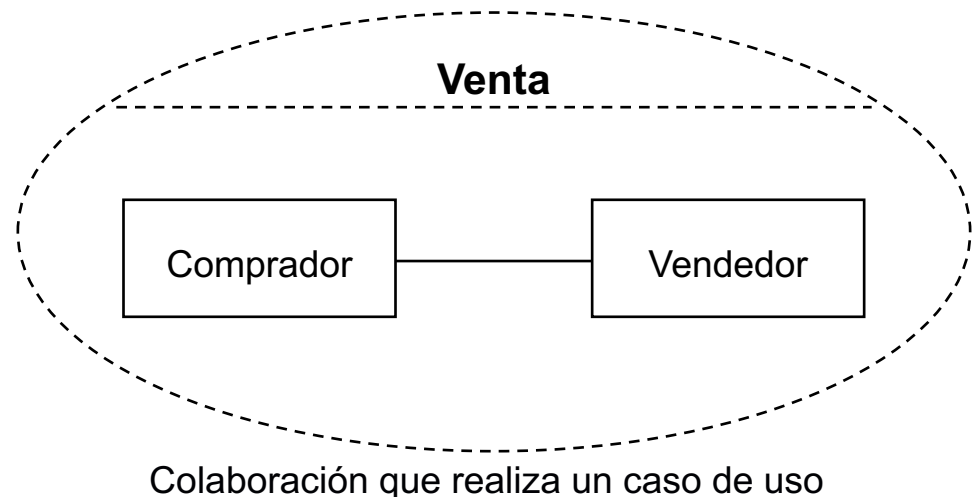 Venta
Comprador
Vendedor
Colaboración que realiza un caso de uso